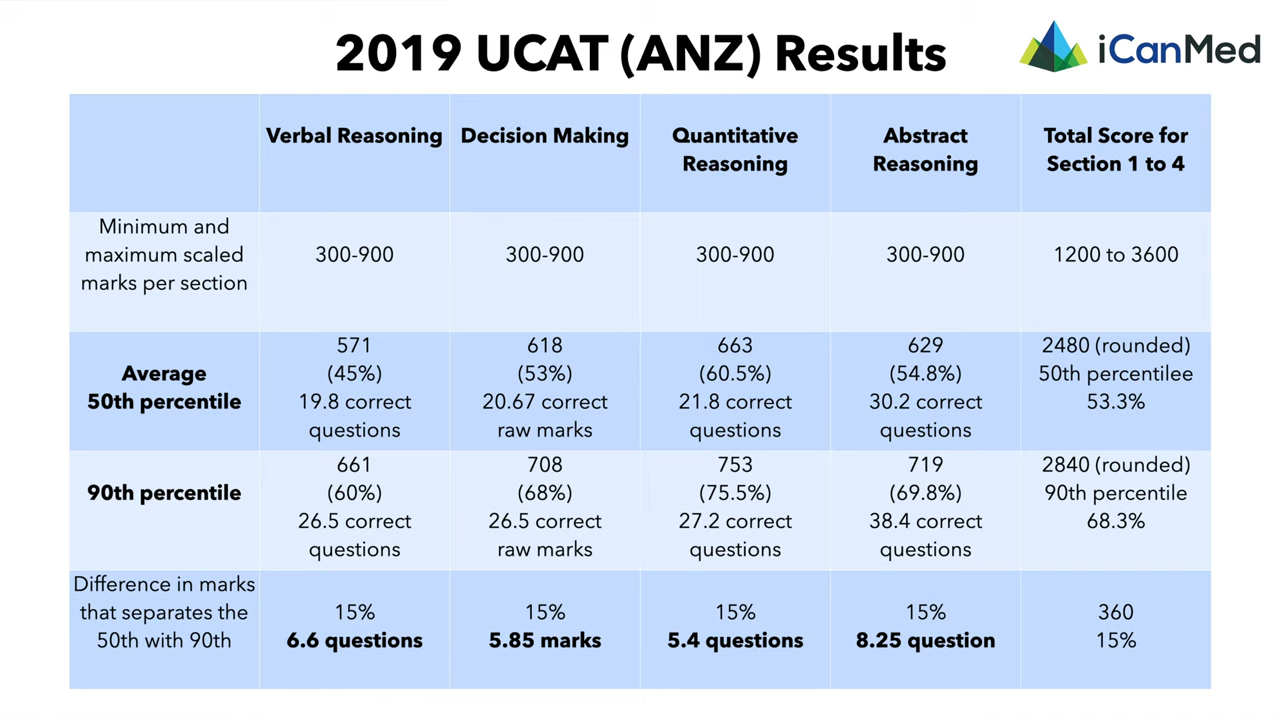 2019 UCAT (ANZ) Results
iCanMed
Verbal Reasoning
Decision Making
Quantitative
Reasoning
Abstract
Reasoning
Total Score for
Section 1 to 4
Minimum and
maximum scaled
marks per section
300-900
300-900
300-900
300-900
1200 to 3600
Average
50th percentile
571
(45%)
19.8 correct
questions
618
(53%)
20.67 correct
raw marks
663
(60.5%)
21.8 correct
questions
629
(54.8%)
30.2 correct
questions
2480 (rounded)
50th percentilee
53.3%
90th percentile
661
(60%)
26.5 correct
questions
708
(68%)
26.5 correct
raw marks
753
(75.5%)
27.2 correct
questions
719
(69.8%)
38.4 correct
questions
2840 (rounded)
90th percentile
68.3%
Difference in marks
that separates the
50th with 90th
15%
6.6 questions
15%
5.85 marks
15%
5.4 questions
15%
8.25 question
360
15%